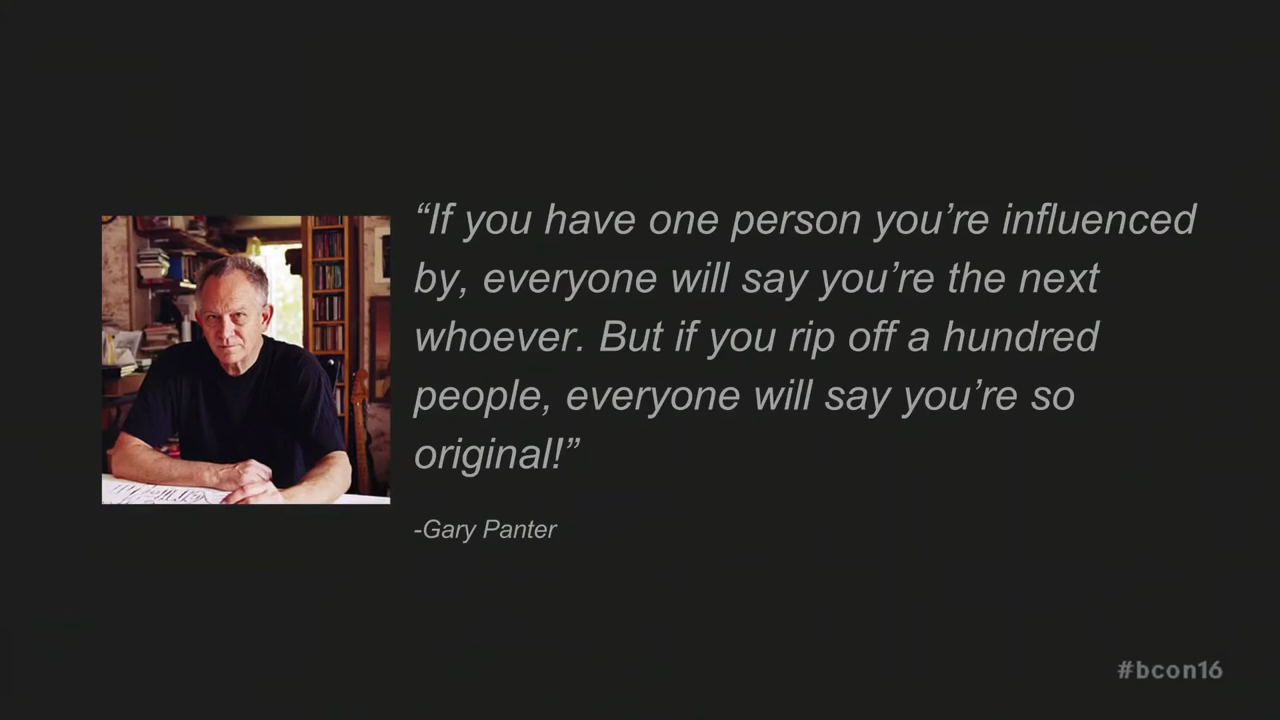 “If you have one person you’re influenced
by, everyone will say you’re the next
whoever. But if you rip off a hundred
people, everyone will say you’re so
original!”
-Gary Panter
#bcon16